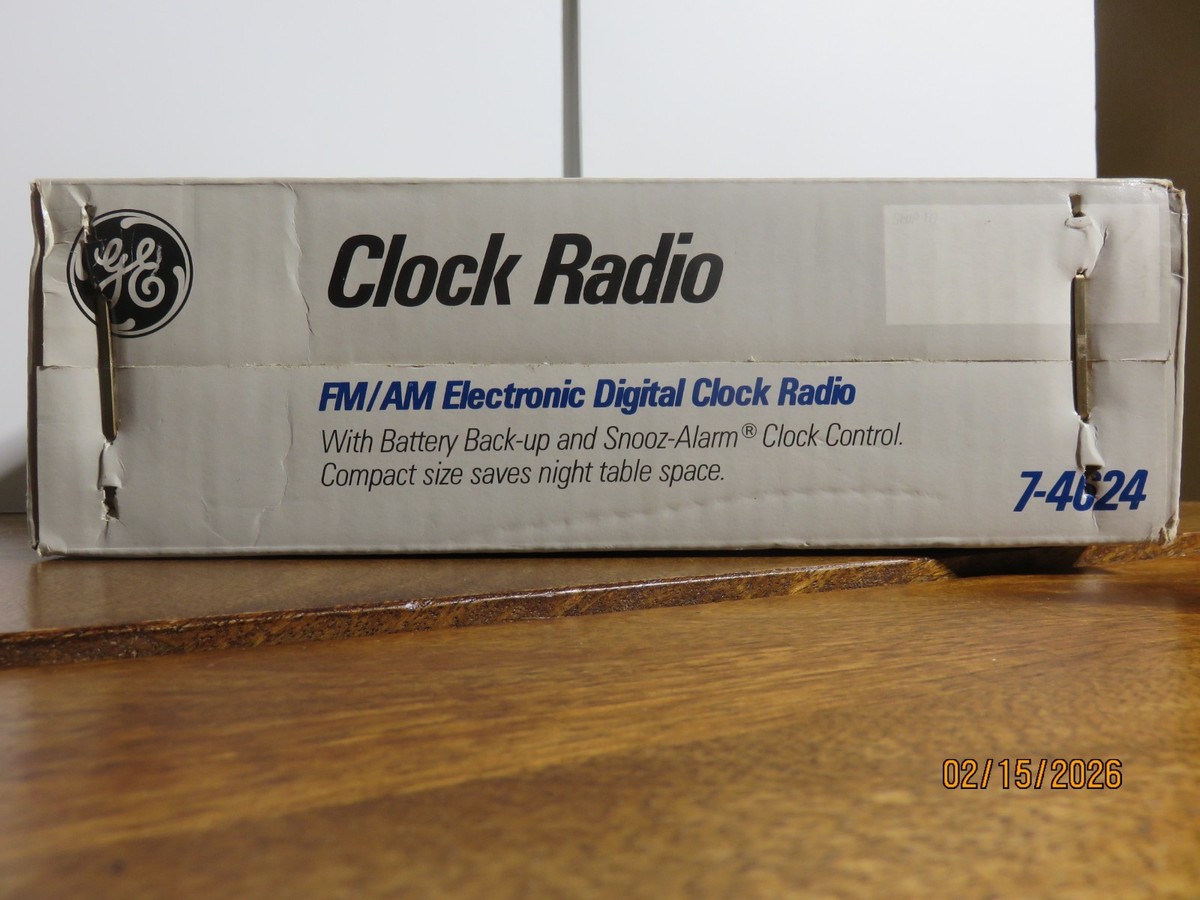 GE
Clock Radio
FM/AM Electronic Digital Clock Radio
With Battery Back-up and Snooz-Alarm® Clock Control.
Compact size saves night table space.
7-4624
02/15/2026